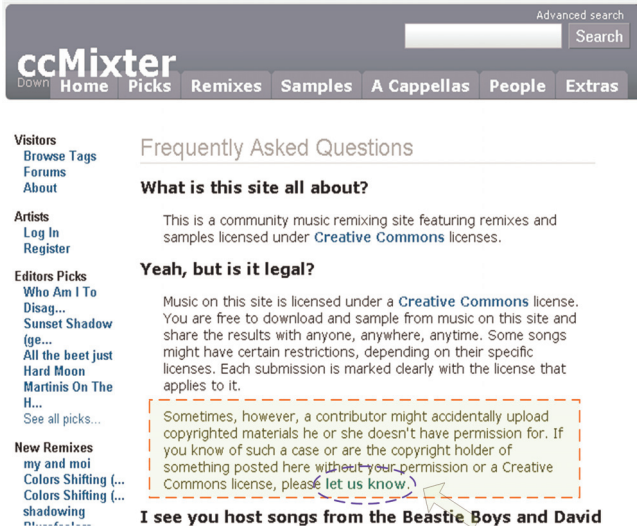 Advanced search
Search
ccMixter
Down
Home Picks Remixes Samples A Cappellas People Extras
Visitors
Browse Tags
Forums
About
Artists
Log In
Register
Editors Picks
Who Am I To
Disag...
Sunset Shadow
(ge...
All the beet just
Hard Moon
Martinis On The
H...
See all picks...
New Remixes
my and moi
Colors Shifting (...
Colors Shifting (...
shadowing
Frequently Asked Questions
What is this site all about?
This is a community music remixing site featuring remixes and
samples licensed under Creative Commons licenses.
Yeah, but is it legal?
Music on this site is licensed under a Creative Commons license.
You are free to download and sample from music on this site and
share the results with anyone, anywhere, anytime. Some songs
might have certain restrictions, depending on their specific
licenses. Each submission is marked clearly with the license that
applies to it.
Sometimes, however, a contributor might accidentally upload
copyrighted materials he or she doesn't have permission for. If
you know of such a case or are the copyright holder of
something posted here without your permission or a Creative
Commons license, please let us know.
I see you host songs from the Beastie Boys and David